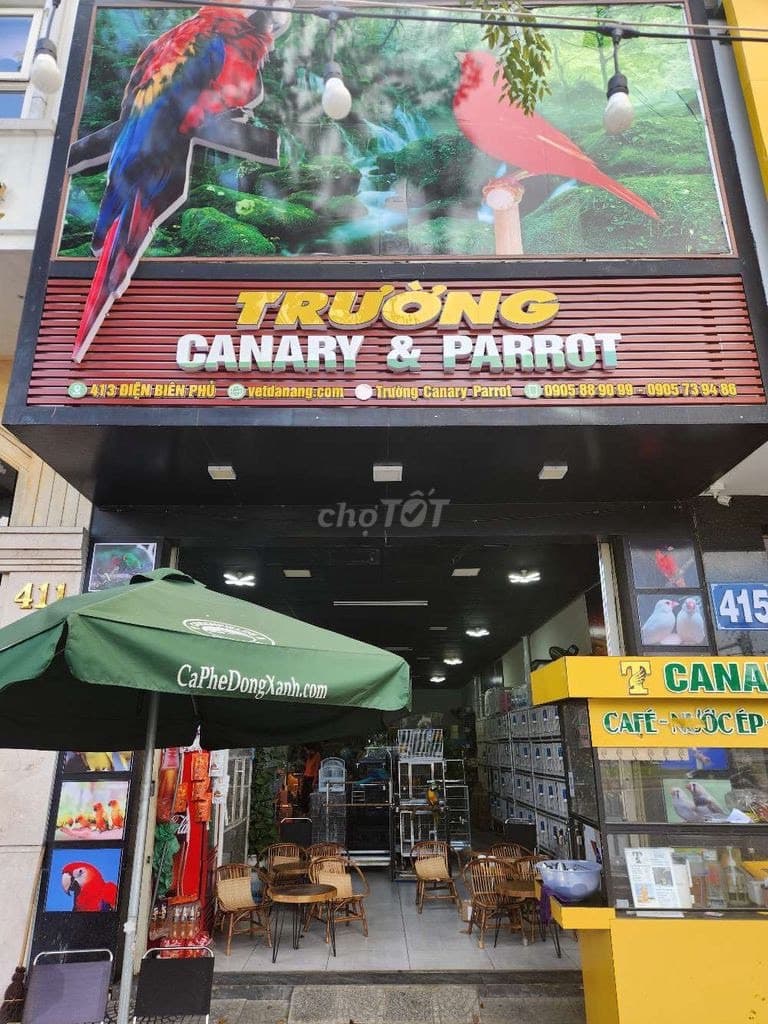 TRƯỜNG
CANARY & PARROT
413 ĐIỆN BIÊN PHỦ vetdanang.com Trường Canary Parrot 0905 88 90 99 - 0905 73 94 86
chợTỐT
411
415
CaPheDongXanh.com
T CANA
CAFÉ - NƯỚC ÉP -
T